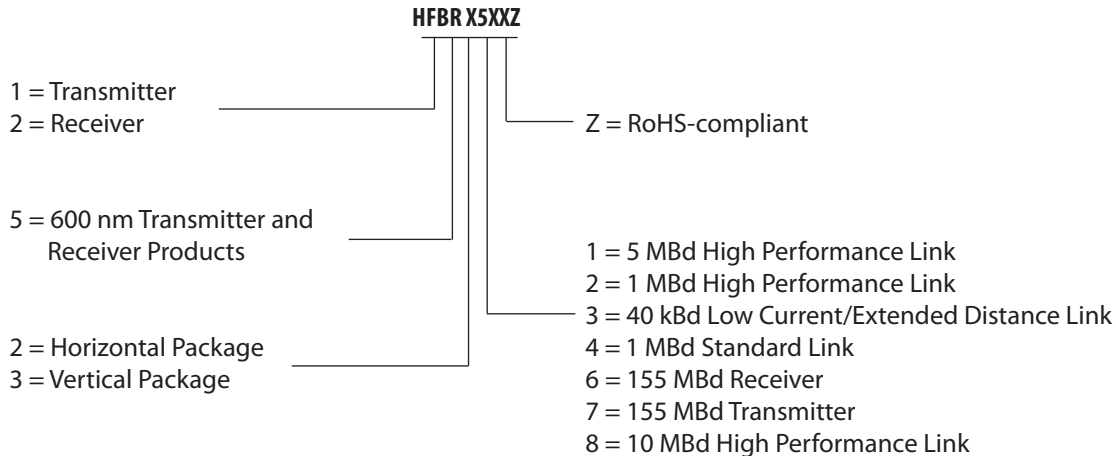 HFBR X5XXZ
1 = Transmitter
2 = Receiver
Z = RoHS-compliant
5 = 600 nm Transmitter and
Receiver Products
1 = 5 MBd High Performance Link
2 = 1 MBd High Performance Link
3 = 40 kBd Low Current/Extended Distance Link
4 = 1 MBd Standard Link
6 = 155 MBd Receiver
7 = 155 MBd Transmitter
8 = 10 MBd High Performance Link
2 = Horizontal Package
3 = Vertical Package